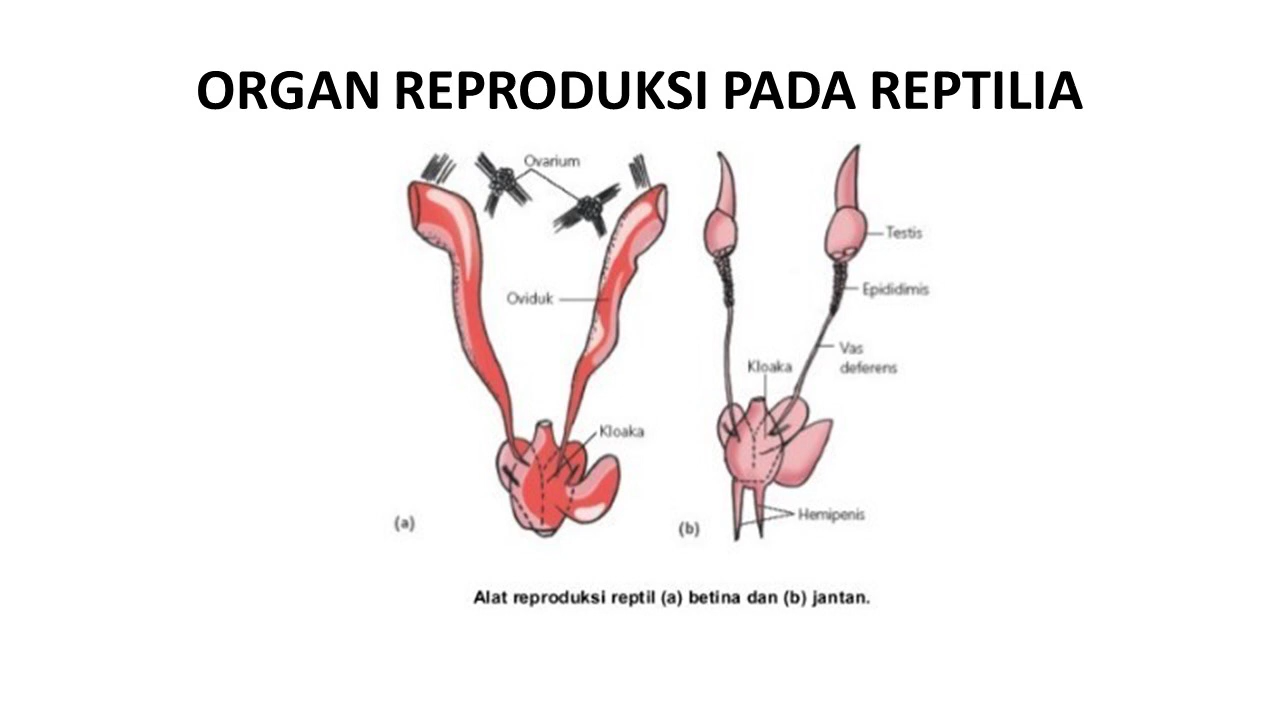 ORGAN REPRODUKSI PADA REPTILIA
Ovarium
Oviduk
Kloaka
(a)
Testis
Epididimis
Vas
deferens
Kloaka
Hemipenis
(b)
Alat reproduksi reptil (a) betina dan (b) jantan.